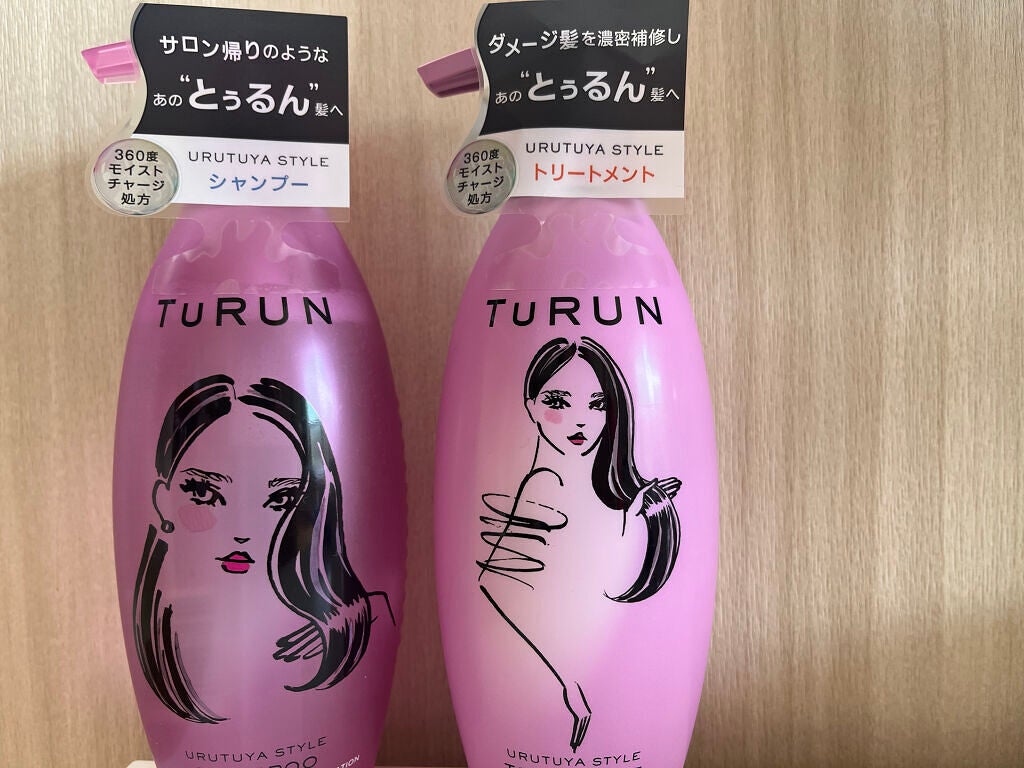 サロン帰りのような
あの“とぅるん”髪へ
360度
モイスト
チャージ
処方
URUTUYA STYLE
シャンプー
TURUN
URUTUYA STYLE
ダメージ髪を濃密補修し
あの“とぅるん”髪へ
360度
モイスト
チャージ
処方
URUTUYA STYLE
トリートメント
TURUN
URUTUYA STYLE